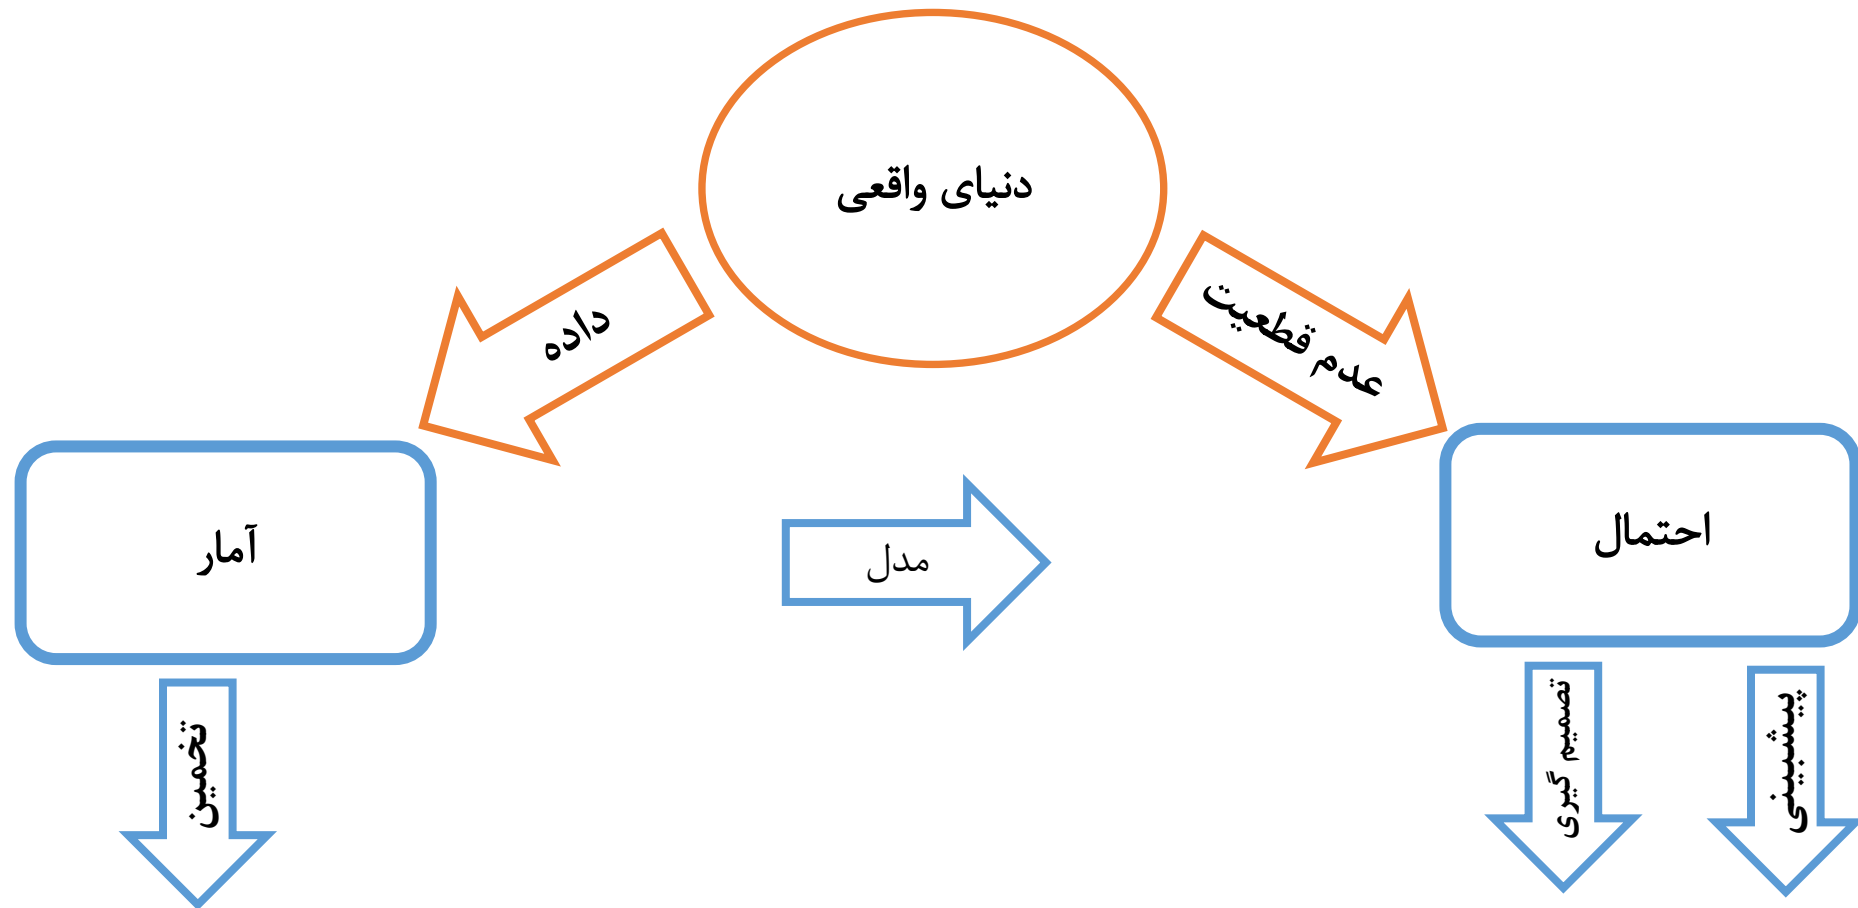 دنیای واقعی
عدم قطعیت
داده
احتمال
مدل
آمار
پیشبینی
تصمیم گیری
تخمین